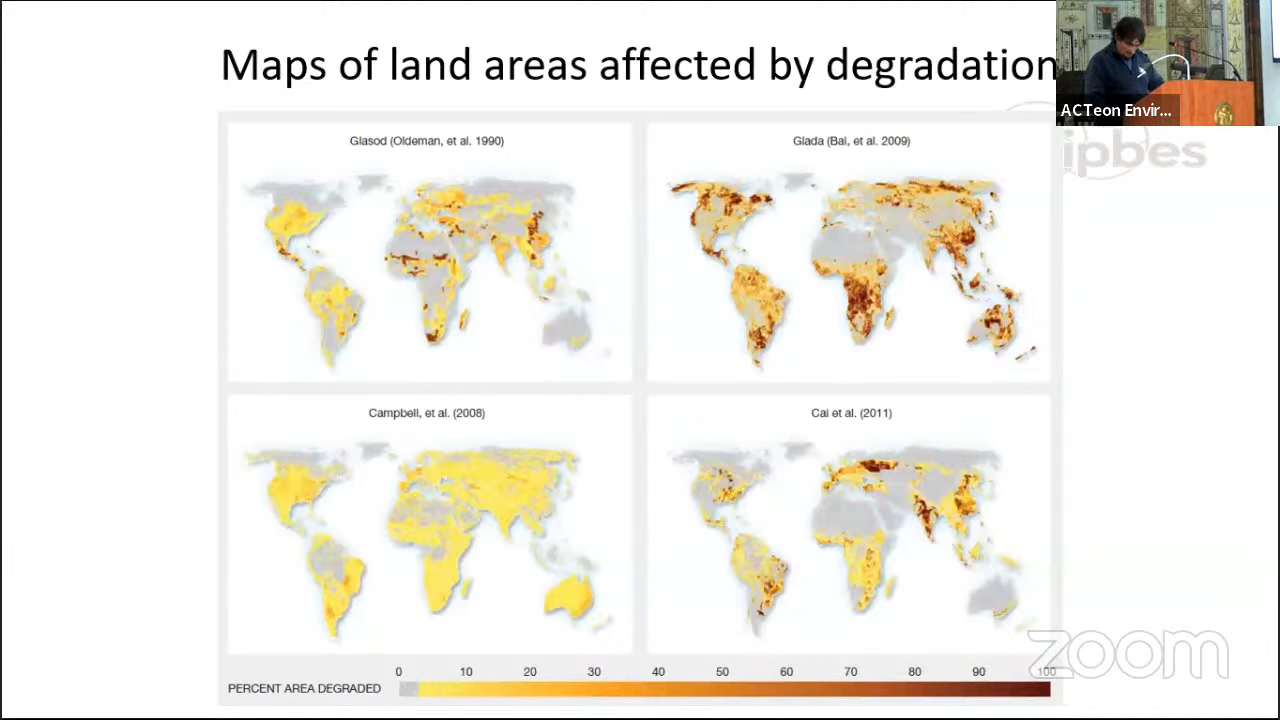 Maps of land areas affected by degradation
ACTeon Envir...
ipbes
Glasod (Oldeman, et al. 1990)
Glada (Bai, et al. 2009)
Campbell, et al. (2008)
Cai et al. (2011)
0 10 20 30 40 50 60 70 80 90 100
PERCENT AREA DEGRADED
zoom